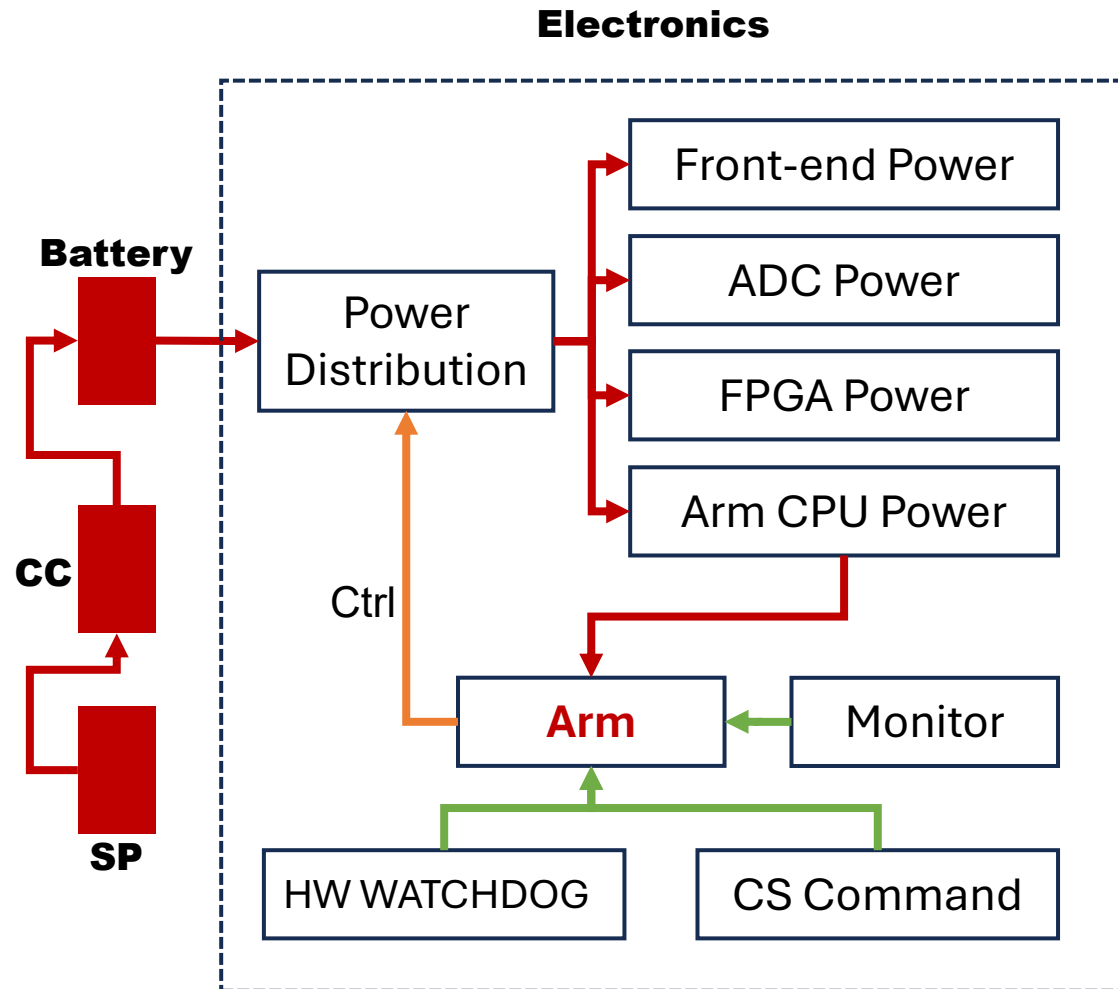 Electronics
Front-end Power
Battery
ADC Power
Power
Distribution
FPGA Power
Arm CPU Power
CC
Ctrl
Arm
Monitor
SP
HW WATCHDOG
CS Command